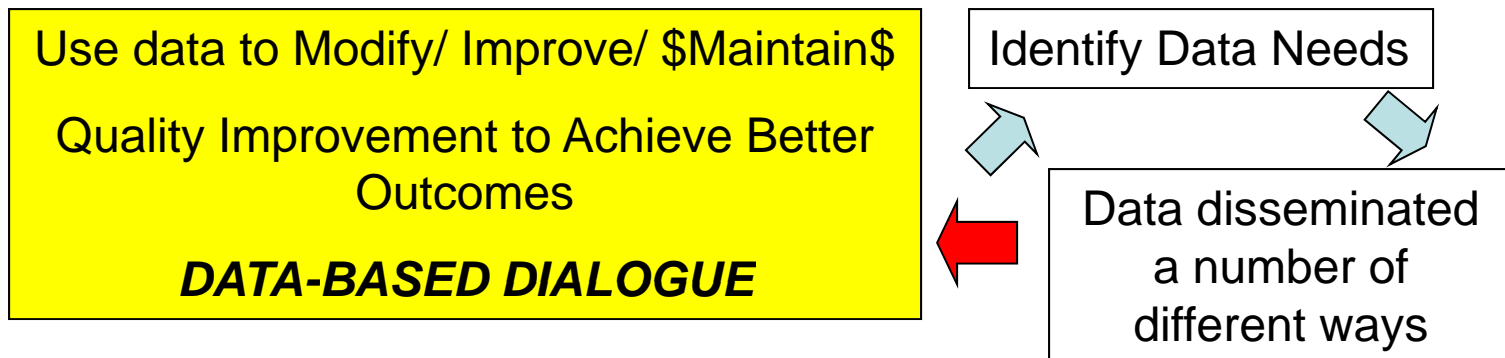 Use data to Modify/ Improve/ $Maintain$
Quality Improvement to Achieve Better
Outcomes
DATA-BASED DIALOGUE
Identify Data Needs
Data disseminated
a number of
different ways